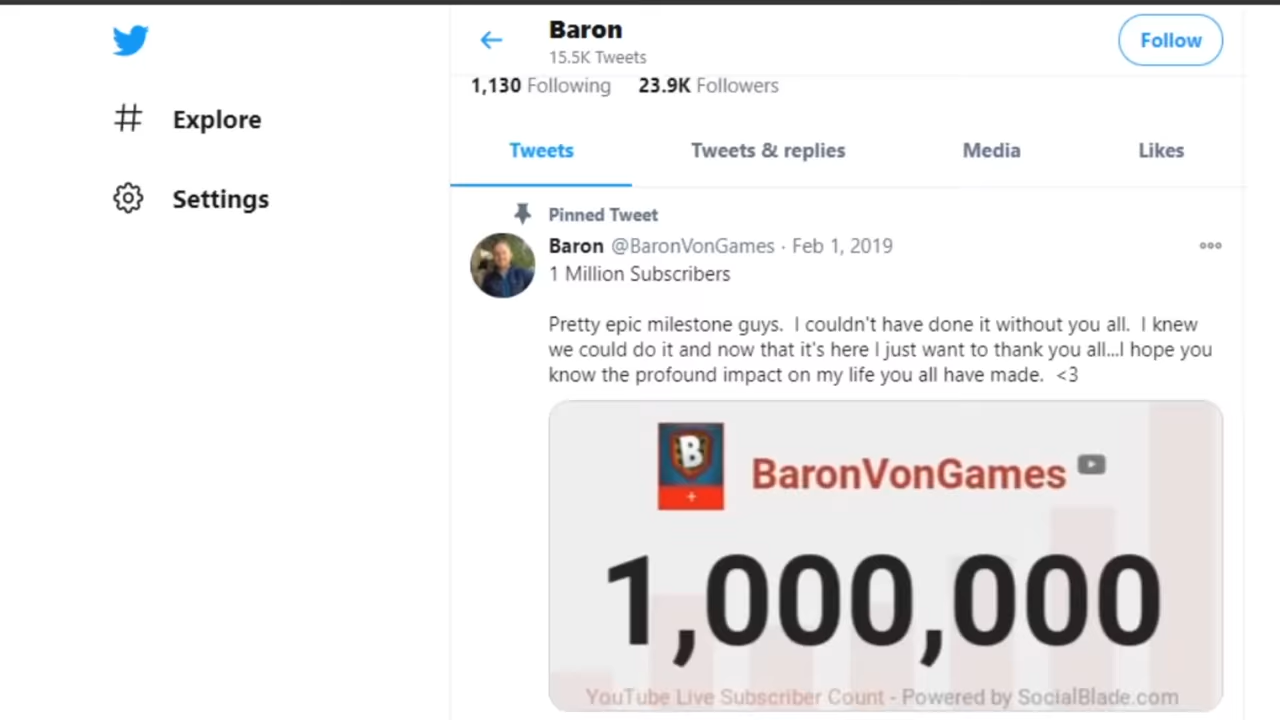 Baron
15.5K Tweets
Follow
1,130 Following 23.9K Followers
Explore
Settings
Tweets Tweets & replies Media Likes
Pinned Tweet
Baron @BaronVonGames · Feb 1, 2019
1 Million Subscribers
Pretty epic milestone guys. I couldn't have done it without you all. I knew
we could do it and now that it's here I just want to thank you all...I hope you
know the profound impact on my life you all have made. <3
B
+
BaronVonGames
1,000,000
YouTube Live Subscriber Count - Powered by SocialBlade.com